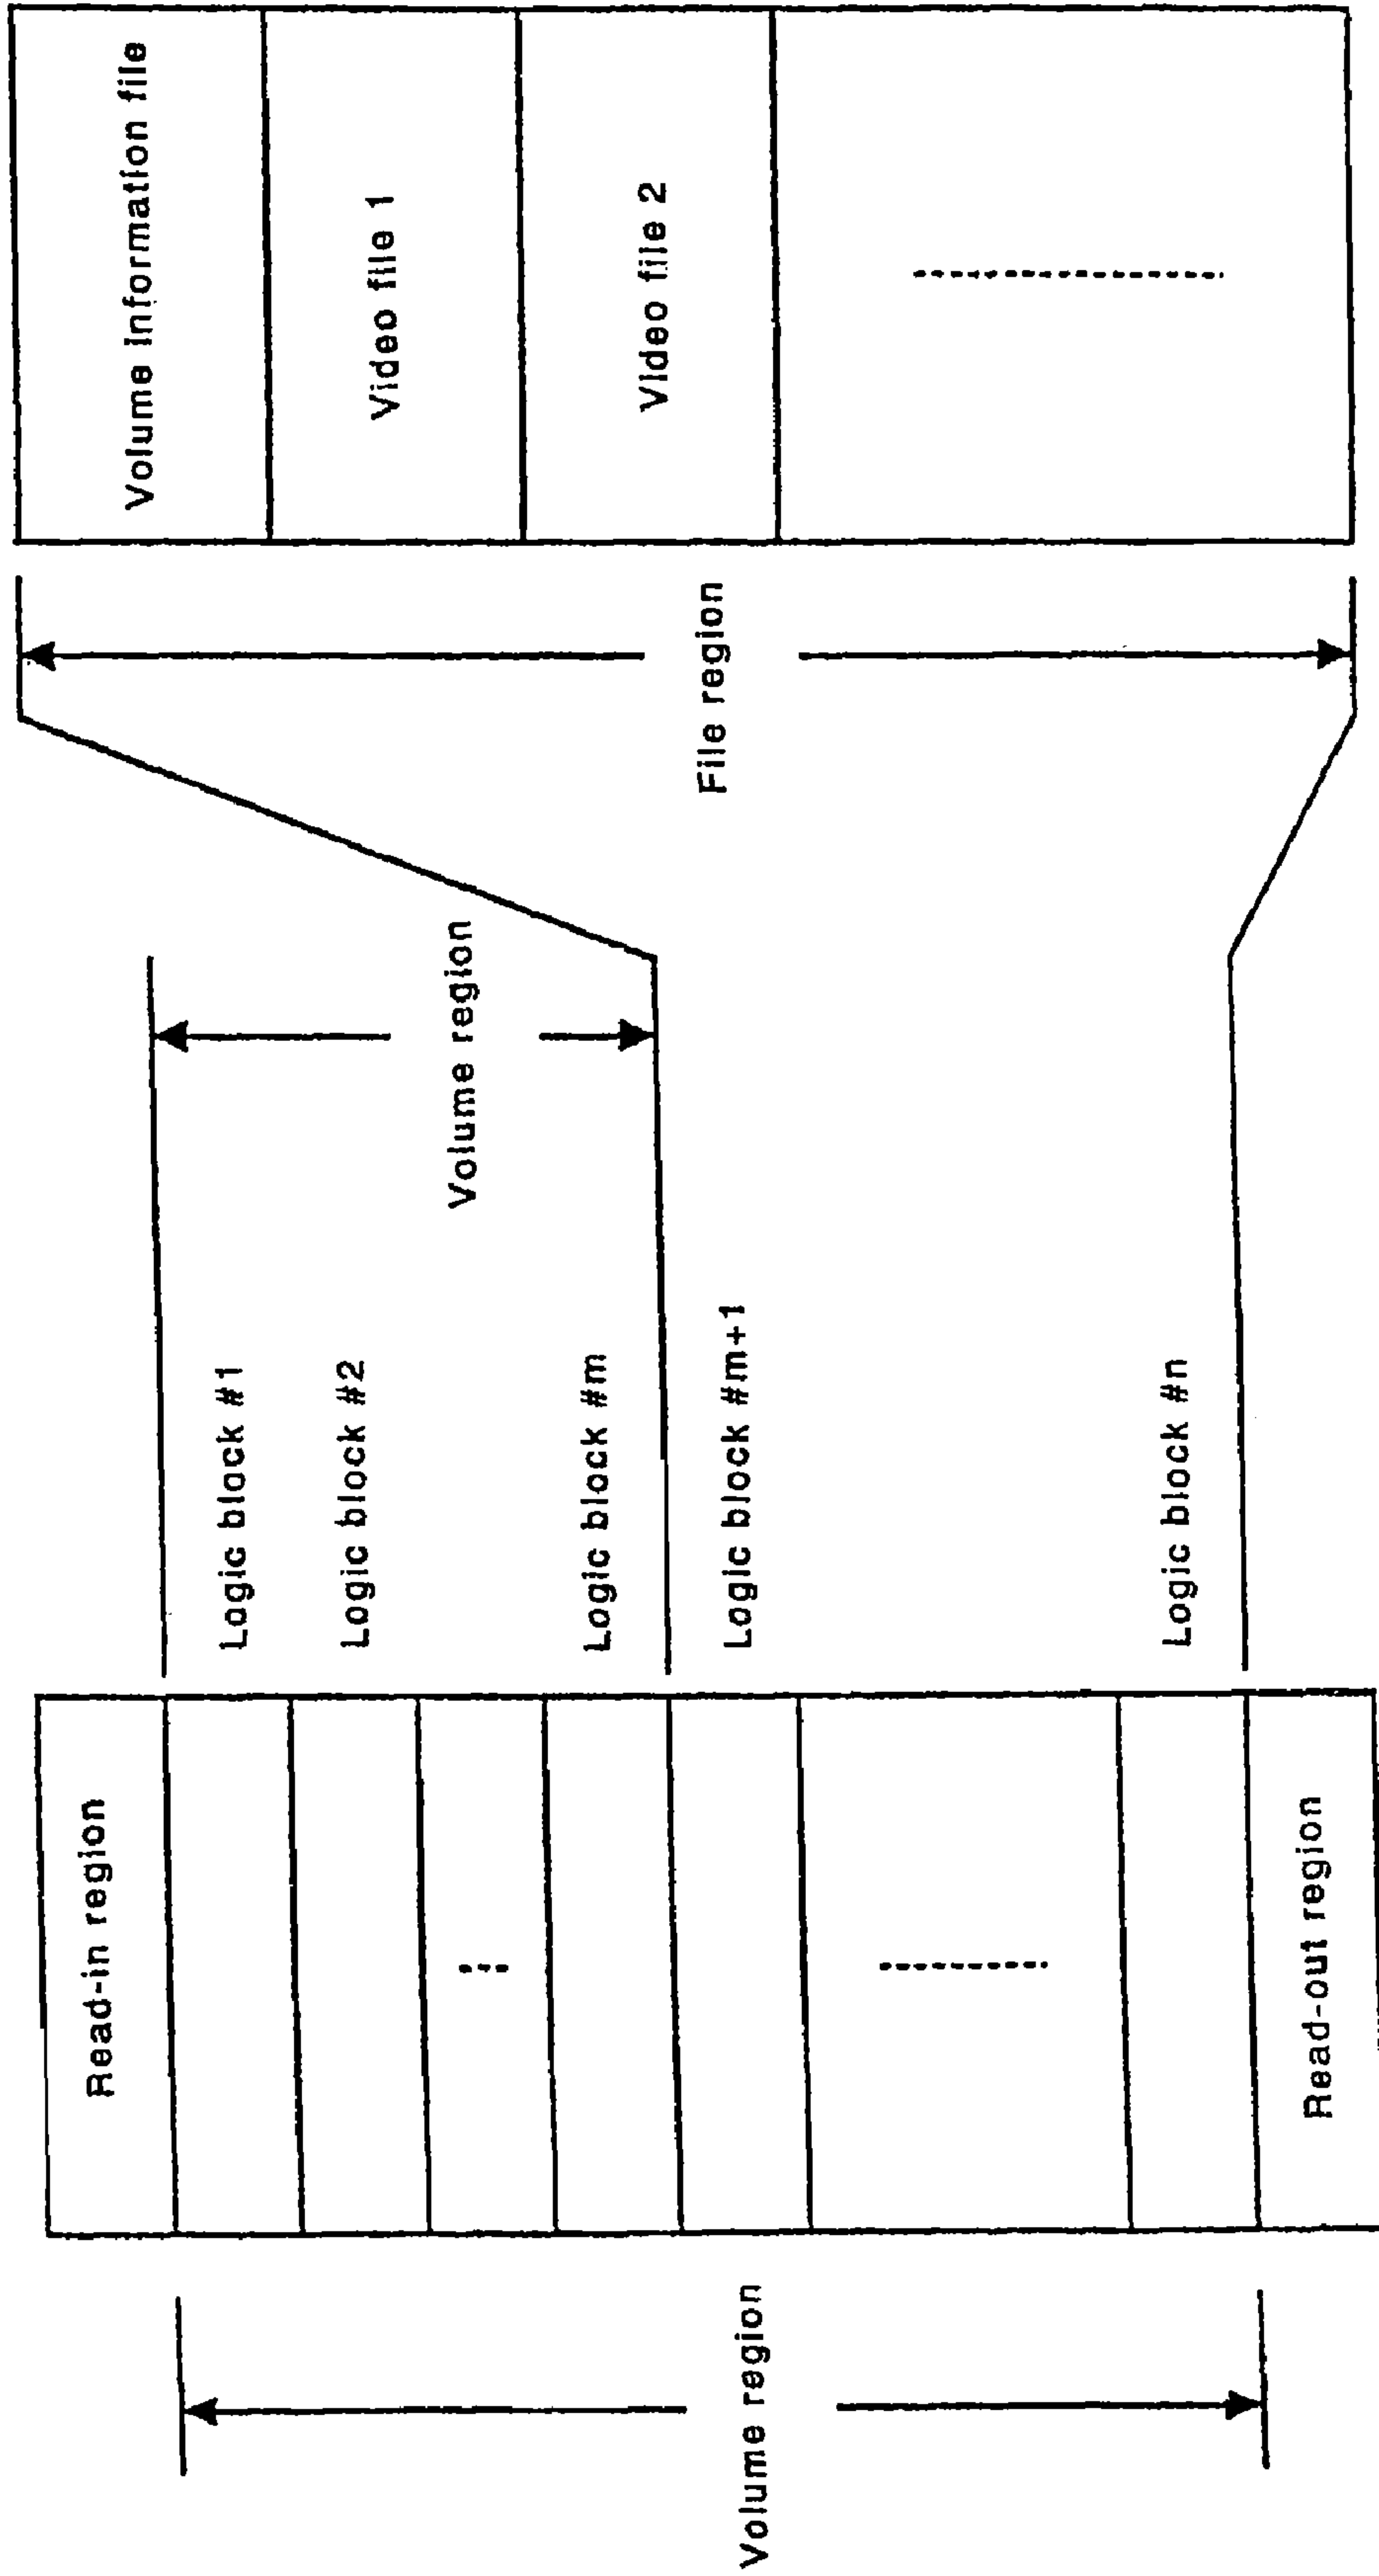 Volume region
Read-in region
Read-out region
Logic block #1
Logic block #2
Logic block #m
Logic block #m+1
Logic block #n
Volume region
File region
Volume information file
Video file 1
Video file 2